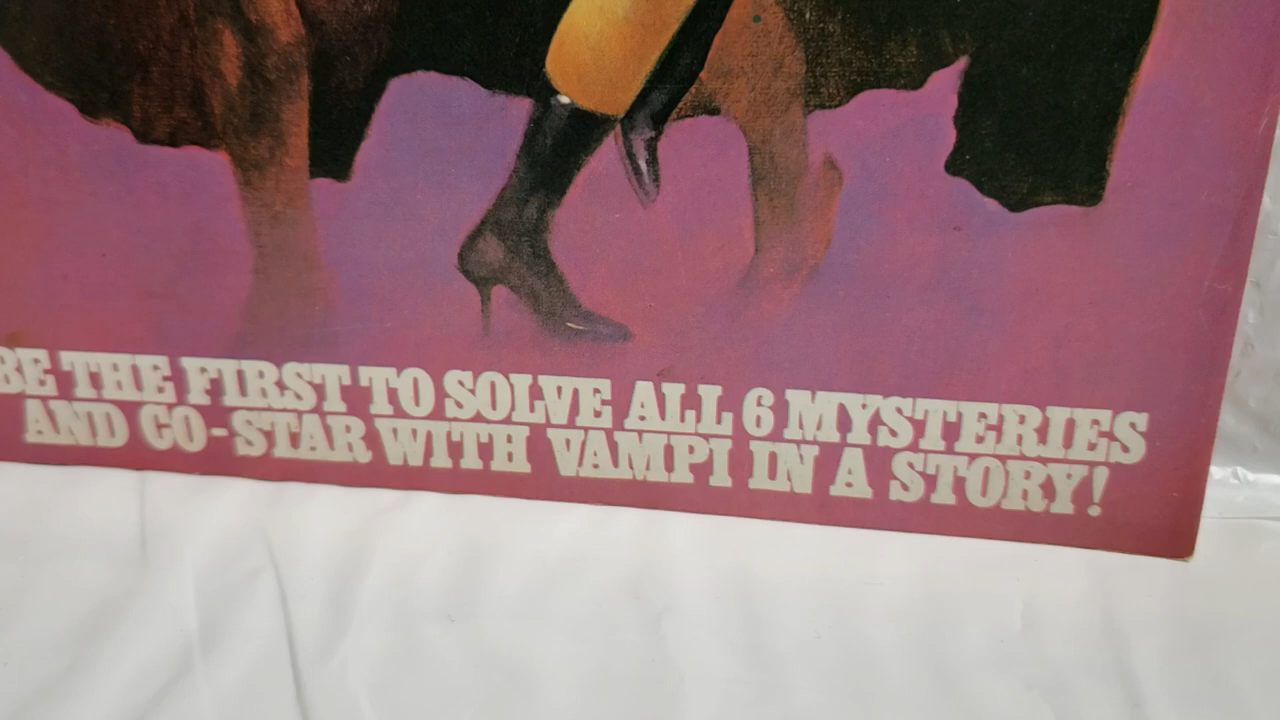 BE THE FIRST TO SOLVE ALL 6 MYSTERIES
AND CO-STAR WITH VAMPI IN A STORY!